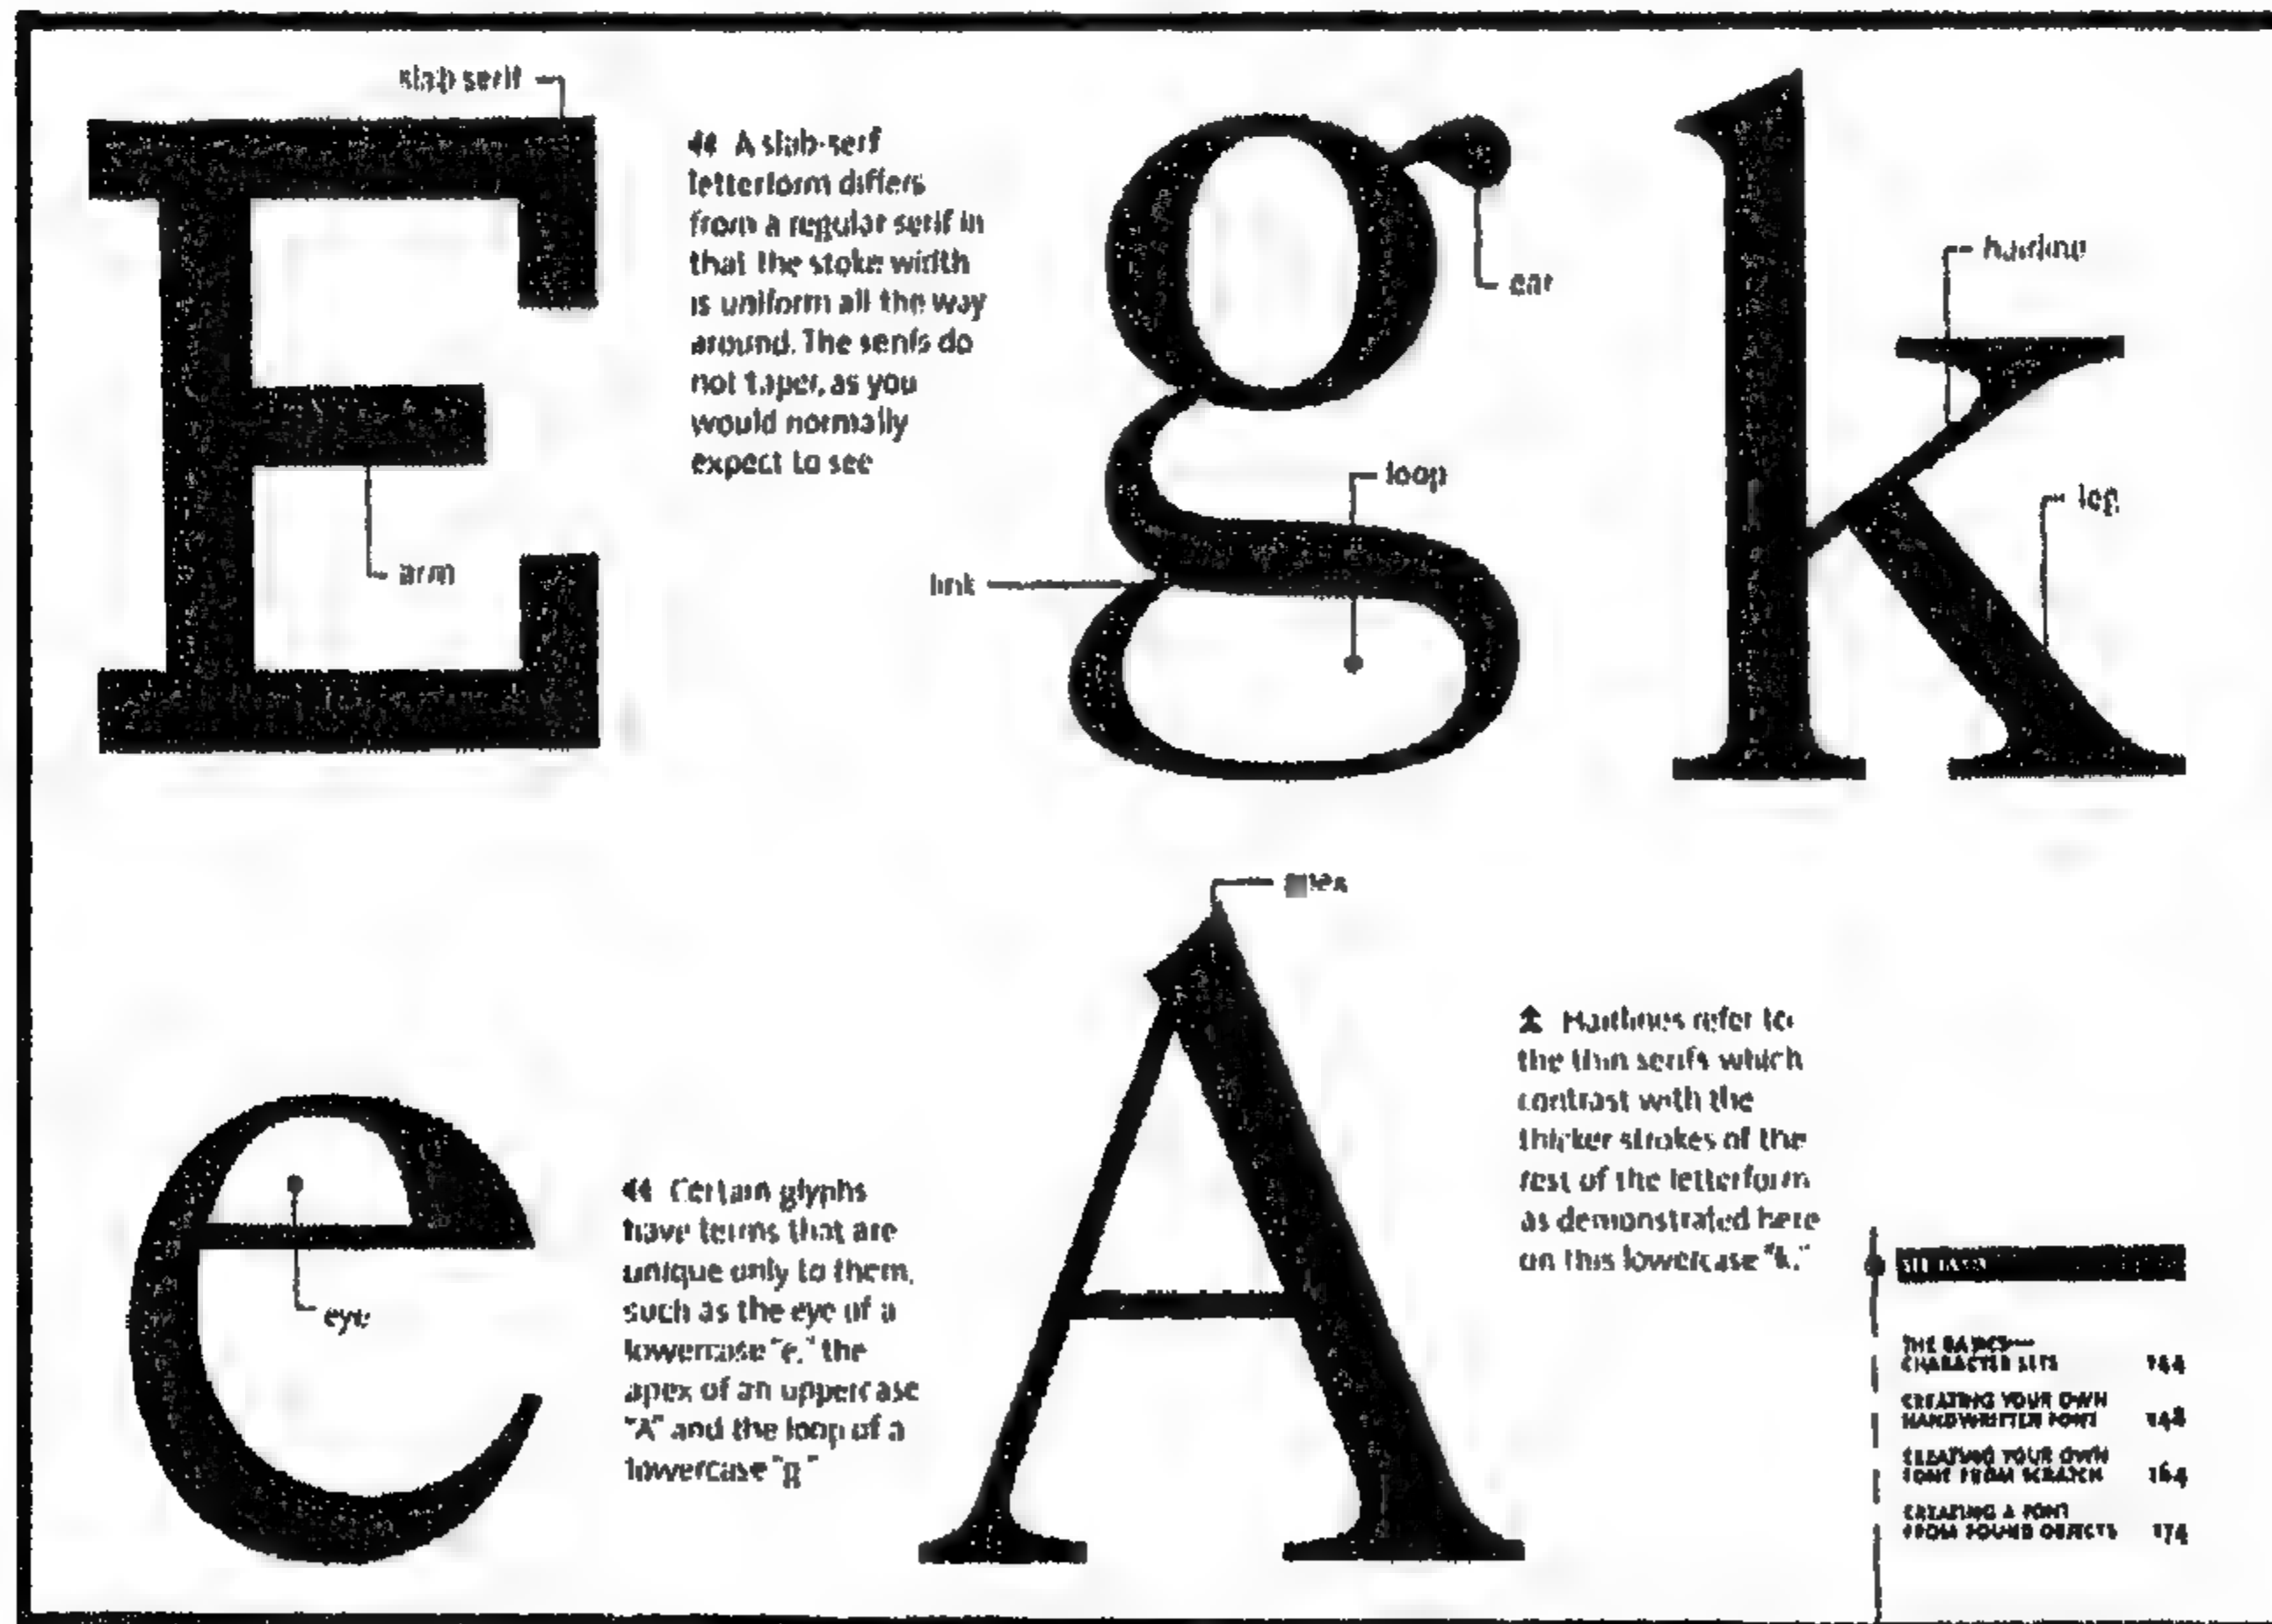 slab serif
E
A slab-serf
letterform differs
from a regular serif in
that the stoke width
is uniform all the way
around. The serifs do
not taper, as you
would normally
expect to see
arm
g
ear
loop
link
k
hairline
leg
e
eye
Certain glyphs
have terms that are
unique only to them,
such as the eye of a
lowercase "e," the
apex of an uppercase
"A" and the loop of a
lowercase "g"
apex
A
Hairlines refer to
the thin serifs which
contrast with the
thicker strokes of the
rest of the letterform
as demonstrated here
on this lowercase "k."
THE BASICS—
CHARACTER SETS 144
CREATING YOUR OWN
HANDWRITTEN FONT 148
CREATING YOUR OWN
FONT FROM SCRATCH 164
CREATING A FONT
FROM FOUND OBJECTS 174